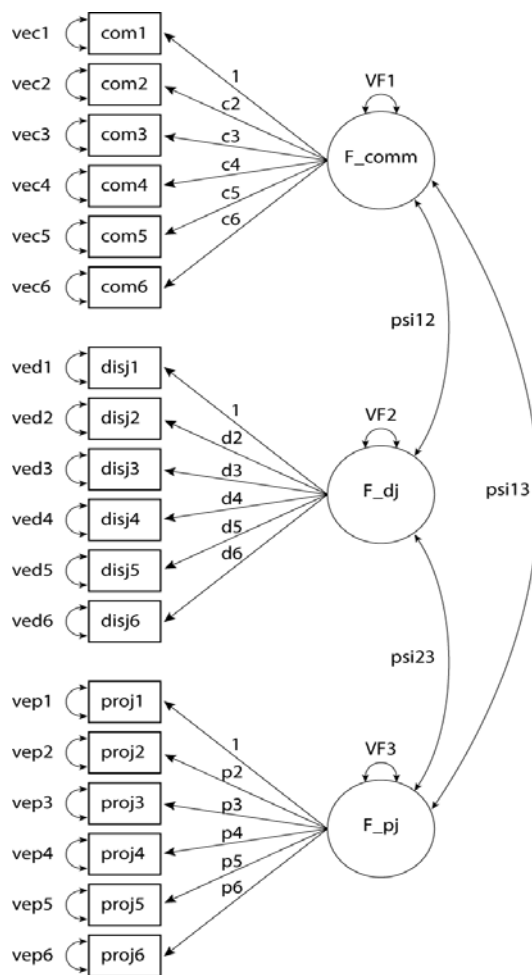 vec1 com1
vec2 com2
vec3 com3
vec4 com4
vec5 com5
vec6 com6
1
c2
c3
c4
c5
c6
VF1
F_comm
psi12
psi13
ved1 disj1
ved2 disj2
ved3 disj3
ved4 disj4
ved5 disj5
ved6 disj6
1
d2
d3
d4
d5
d6
VF2
F_dj
psi23
vep1 proj1
vep2 proj2
vep3 proj3
vep4 proj4
vep5 proj5
vep6 proj6
1
p2
p3
p4
p5
p6
VF3
F_pj